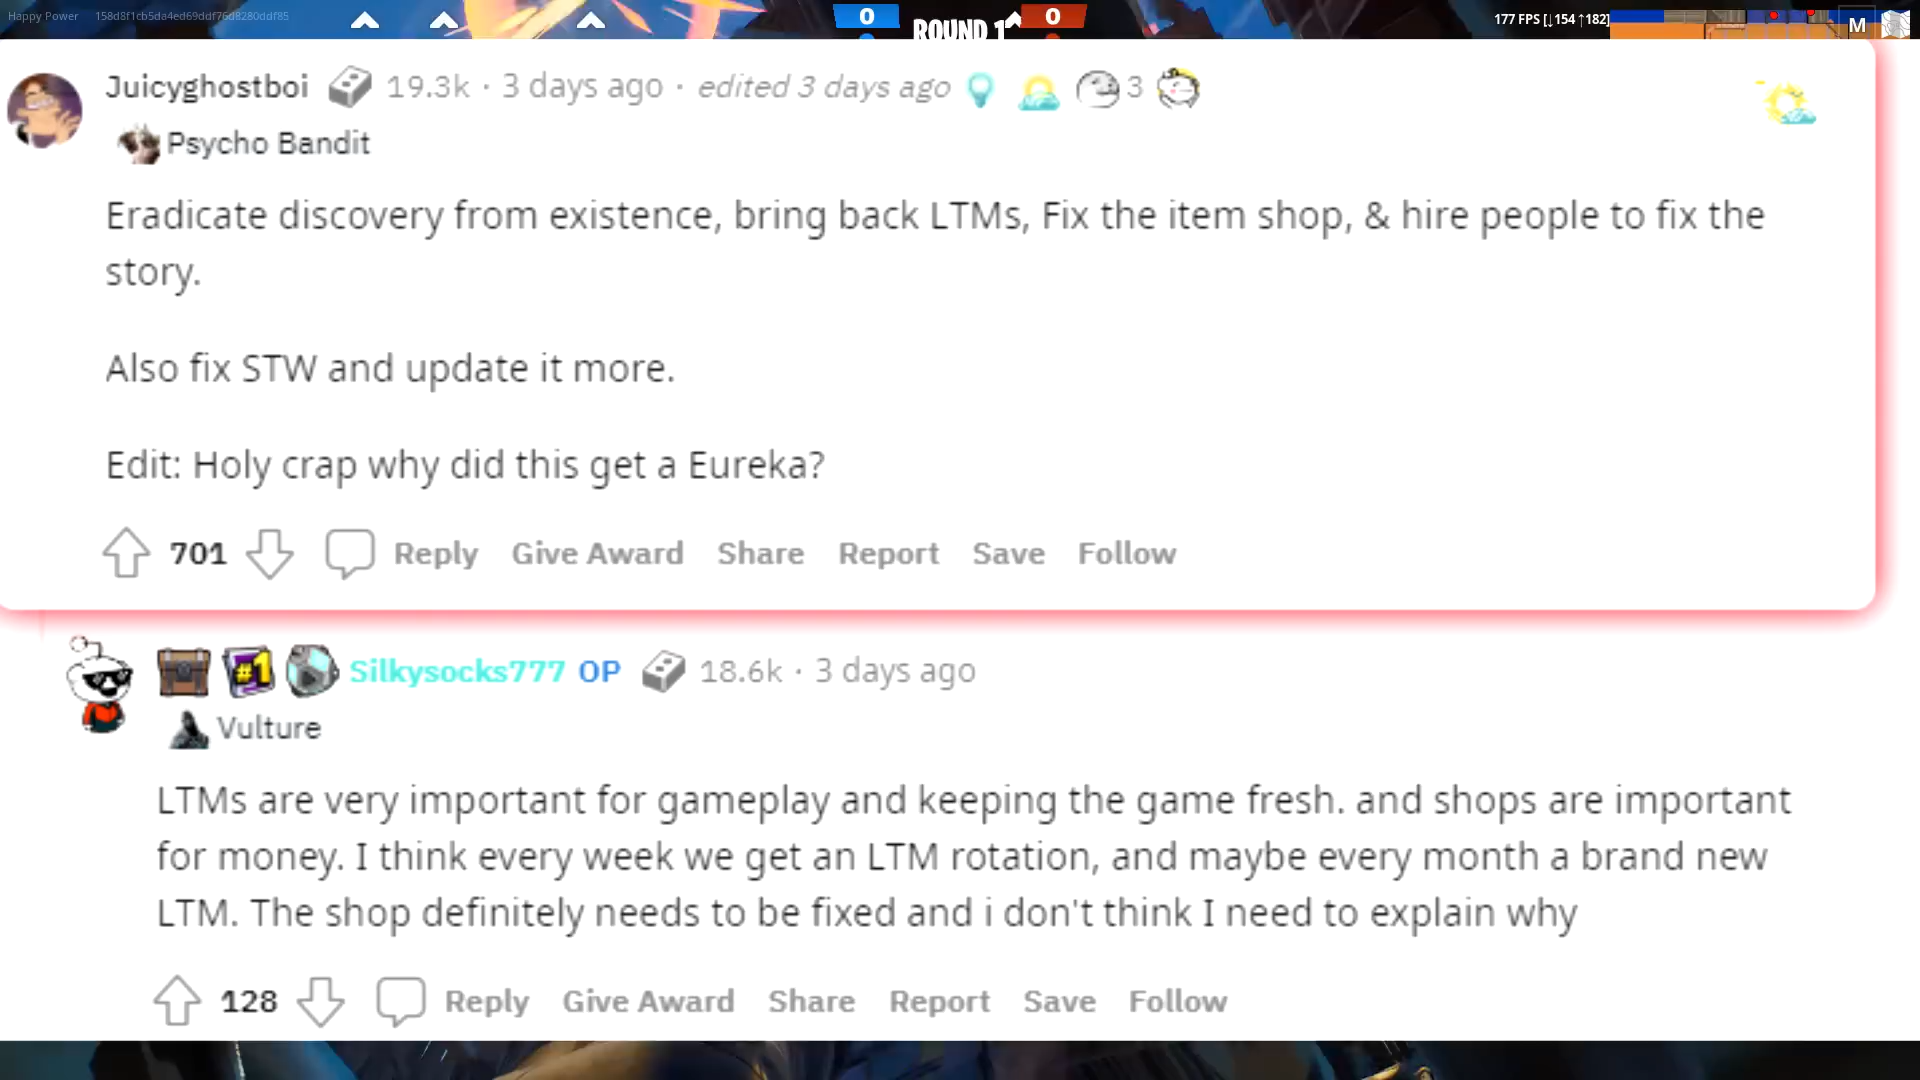 Happy Power 158d8f1cb5da4ed69ddf76d8280ddf85
0 ROUND 1 0
177 FPS [↓154 ↑182]
M
Juicyghostboi 19.3k · 3 days ago · edited 3 days ago 3
Psycho Bandit
Eradicate discovery from existence, bring back LTMs, Fix the item shop, & hire people to fix the
story.
Also fix STW and update it more.
Edit: Holy crap why did this get a Eureka?
701 Reply Give Award Share Report Save Follow
#1 Silkysocks777 OP 18.6k · 3 days ago
Vulture
LTMs are very important for gameplay and keeping the game fresh. and shops are important
for money. I think every week we get an LTM rotation, and maybe every month a brand new
LTM. The shop definitely needs to be fixed and i don't think I need to explain why
128 Reply Give Award Share Report Save Follow